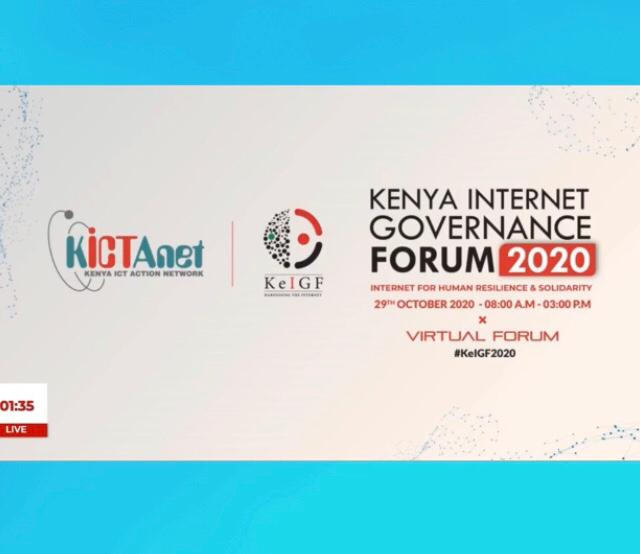 KICTAnet
KENYA ICT ACTION NETWORK
KeIGF
HARNESSING THE INTERNET
KENYA INTERNET
GOVERNANCE
FORUM 2020
INTERNET FOR HUMAN RESILIENCE & SOLIDARITY
29TH OCTOBER 2020 - 08:00 A.M - 03:00 P.M
×
VIRTUAL FORUM
#KeIGF2020
01:35
LIVE